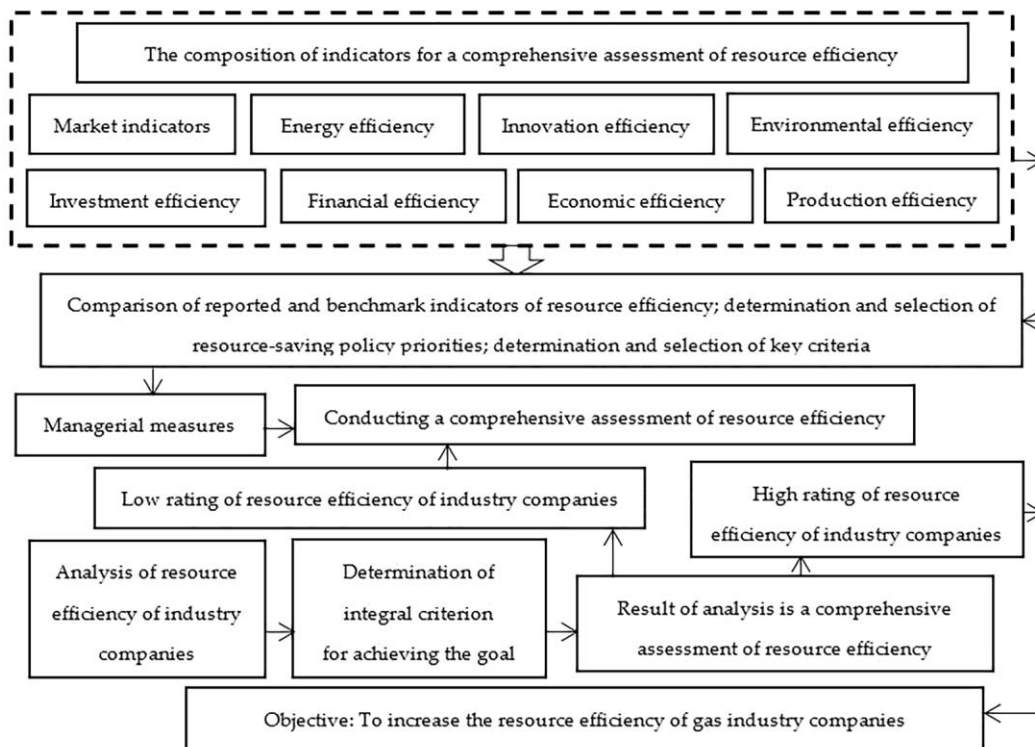 The composition of indicators for a comprehensive assessment of resource efficiency
Market indicators
Energy efficiency
Innovation efficiency
Environmental efficiency
Investment efficiency
Financial efficiency
Economic efficiency
Production efficiency
Comparison of reported and benchmark indicators of resource efficiency; determination and selection of
resource-saving policy priorities; determination and selection of key criteria
Managerial measures
Conducting a comprehensive assessment of resource efficiency
Low rating of resource efficiency of industry companies
High rating of resource
efficiency of industry companies
Analysis of resource
efficiency of industry
companies
Determination of
integral criterion
for achieving the goal
Result of analysis is a comprehensive
assessment of resource efficiency
Objective: To increase the resource efficiency of gas industry companies